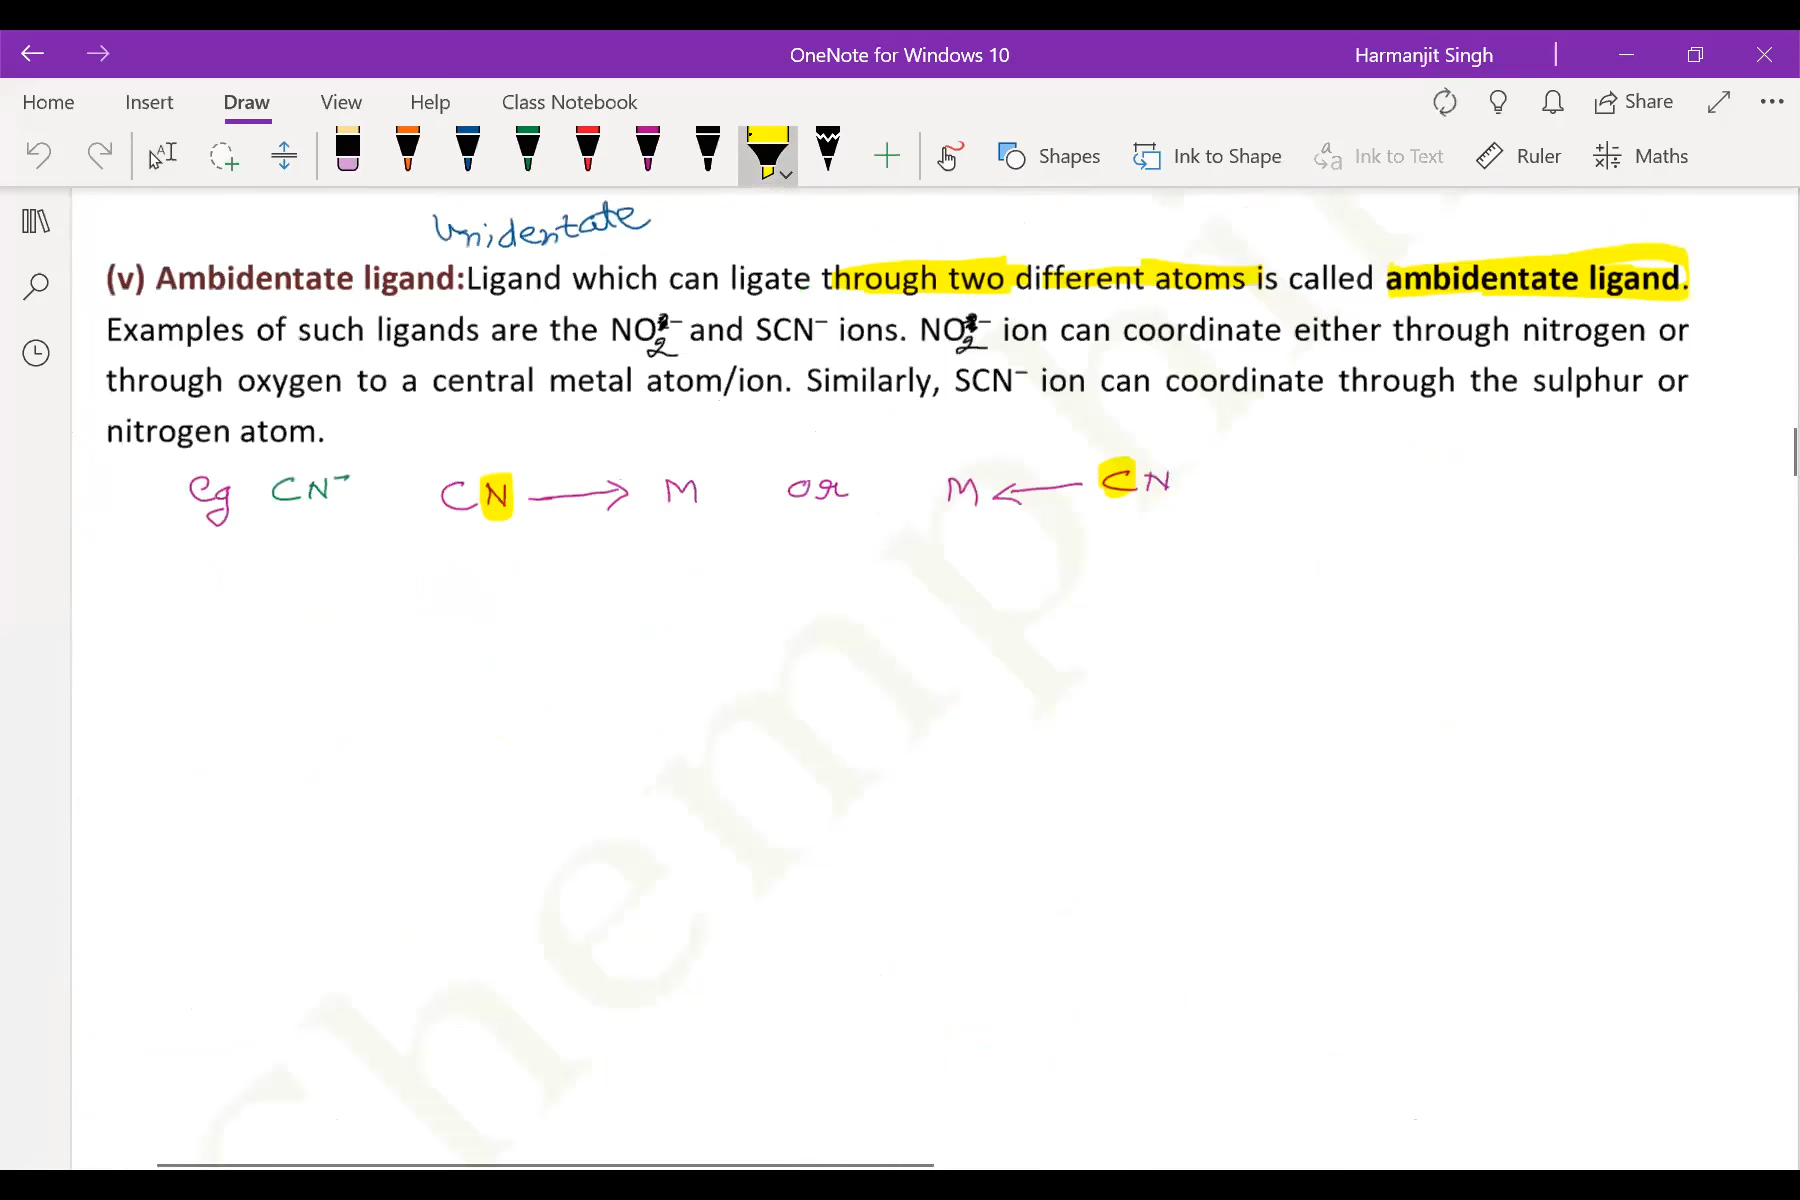 OneNote for Windows 10 Harmanjit Singh
Home Insert Draw View Help Class Notebook Share
Shapes Ink to Shape Ink to Text Ruler Maths
Unidentate
(v) Ambidentate ligand:Ligand which can ligate through two different atoms is called ambidentate ligand.
Examples of such ligands are the NO₂⁻ and SCN⁻ ions. NO₂⁻ ion can coordinate either through nitrogen or
through oxygen to a central metal atom/ion. Similarly, SCN⁻ ion can coordinate through the sulphur or
nitrogen atom.
eg CN⁻ CN → M or M ← CN
Chemphil